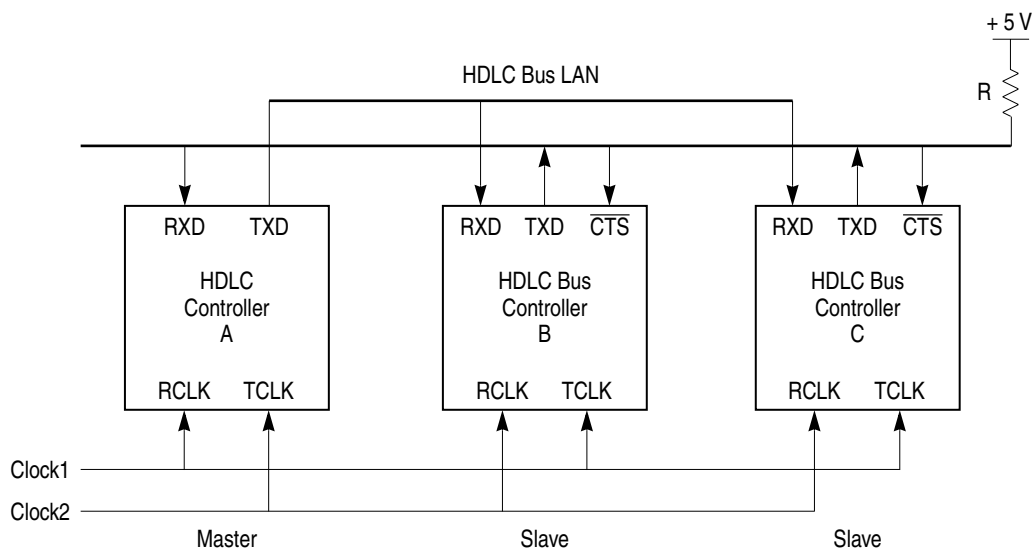 + 5 V
HDLC Bus LAN
R
RXD TXD
RXD TXD CTS
RXD TXD CTS
HDLC
Controller
A
HDLC Bus
Controller
B
HDLC Bus
Controller
C
RCLK TCLK
RCLK TCLK
RCLK TCLK
Clock1
Clock2
Master
Slave
Slave